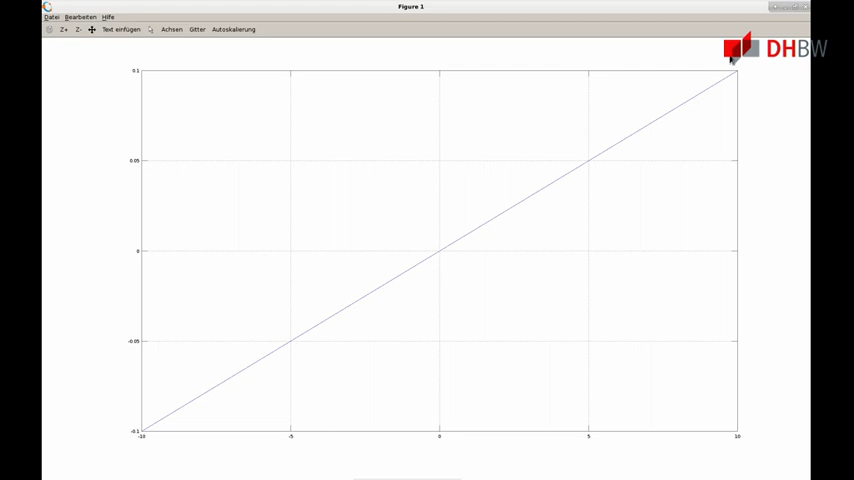 Figure 1
Datei Bearbeiten Hilfe
Z+ Z- Text einfügen Achsen Gitter Autoskalierung
DHBW
0.1
0.05
0
-0.05
-0.1
-10 -5 0 5 10